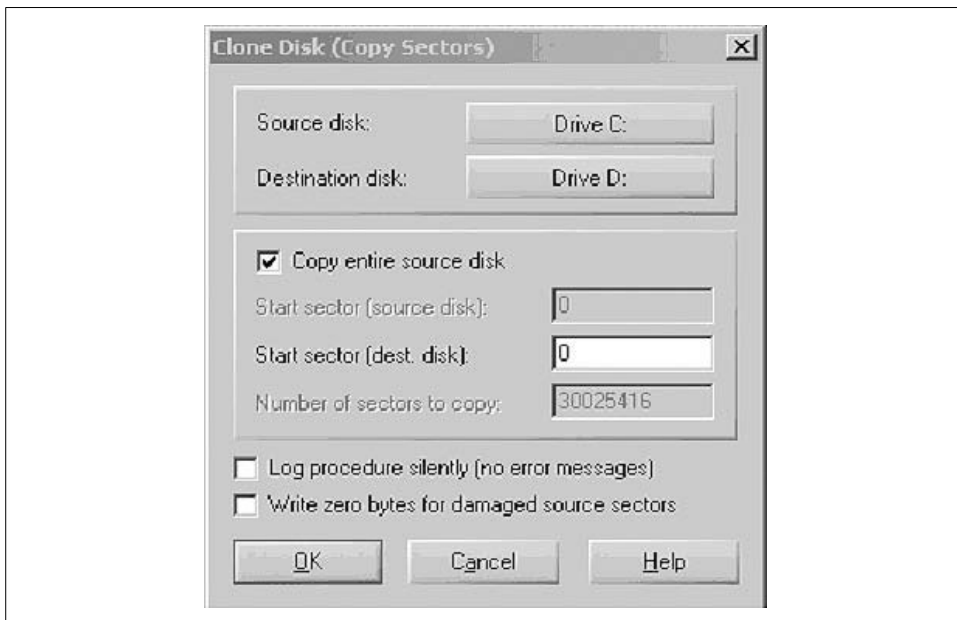 Clone Disk (Copy Sectors)
Source disk: Drive C:
Destination disk: Drive D:
Copy entire source disk
Start sector (source disk): 0
Start sector (dest. disk): 0
Number of sectors to copy: 30025416
Log procedure silently (no error messages)
Write zero bytes for damaged source sectors
OK Cancel Help